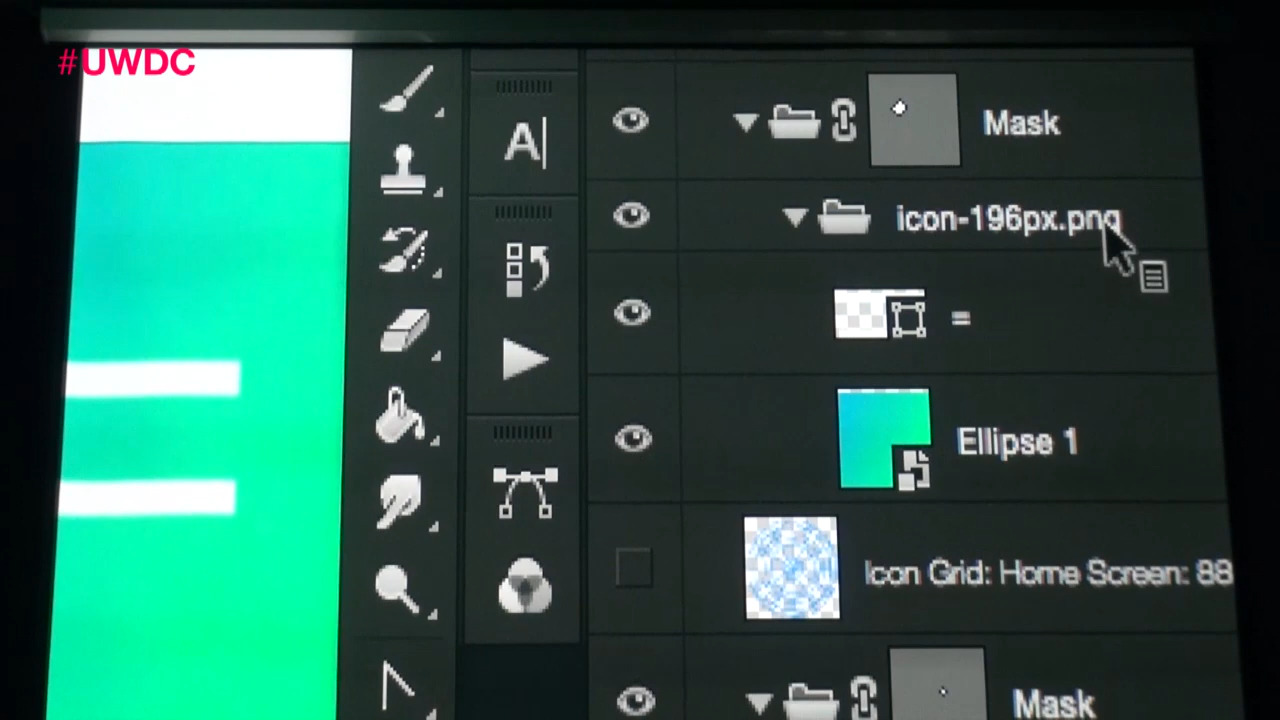 #UWDC
A|
Mask
icon-196px.png
=
Ellipse 1
Icon Grid: Home Screen: 88
Mask